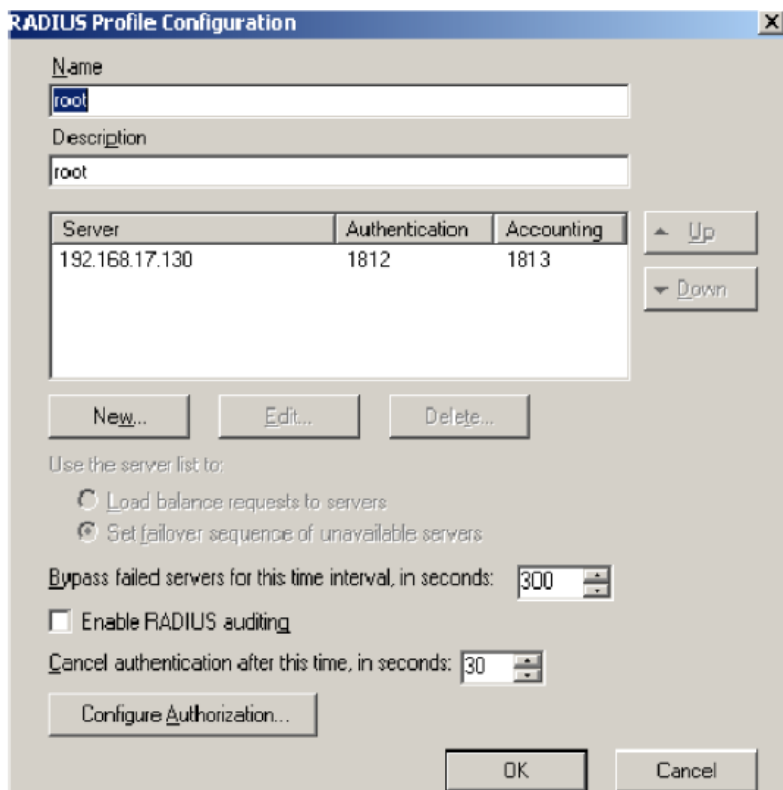 RADIUS Profile Configuration
Name
root
Description
root
Server Authentication Accounting
192.168.17.130 1812 1813
Up
Down
New... Edit... Delete...
Use the server list to:
Load balance requests to servers
Set failover sequence of unavailable servers
Bypass failed servers for this time interval, in seconds: 300
Enable RADIUS auditing
Cancel authentication after this time, in seconds: 30
Configure Authorization...
OK Cancel